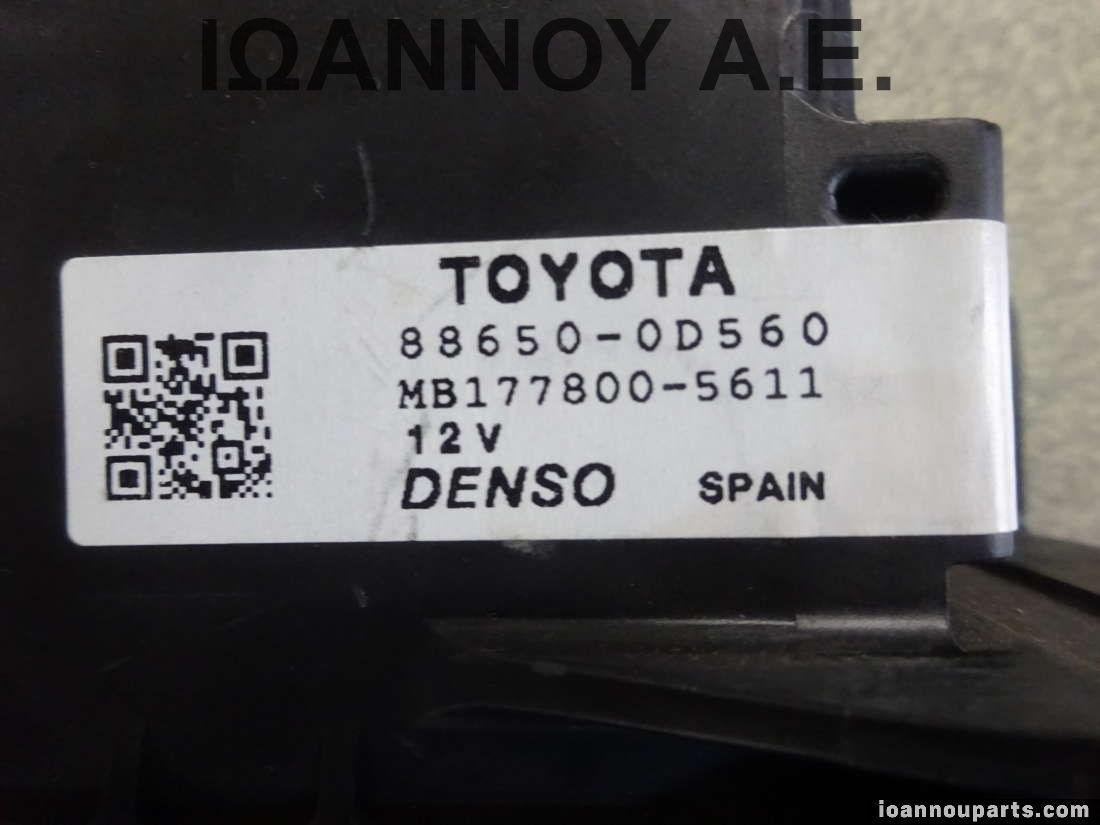 ΙΩΑΝΝΟΥ Α.Ε.
TOYOTA
88650-0D560
MB177800-5611
12V
DENSO SPAIN
ioannouparts.com